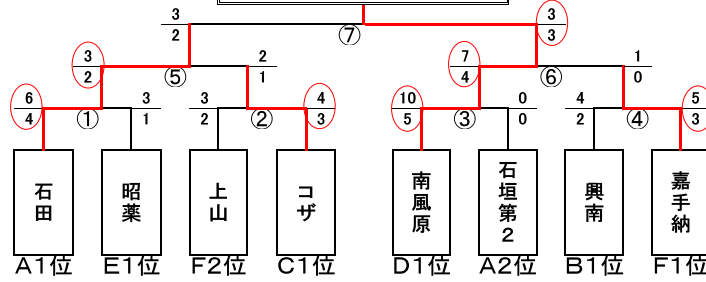 3 3
2 ⑦ 3
3 2 7 1
2 ⑤ 1 4 ⑥ 0
6 3 3 4 10 0 4 5
4 ① 1 2 ② 3 5 ③ 0 2 ④ 3
石田 昭薬 上山 コザ 南風原 石垣第2 興南 嘉手納
A1位 E1位 F2位 C1位 D1位 A2位 B1位 F1位